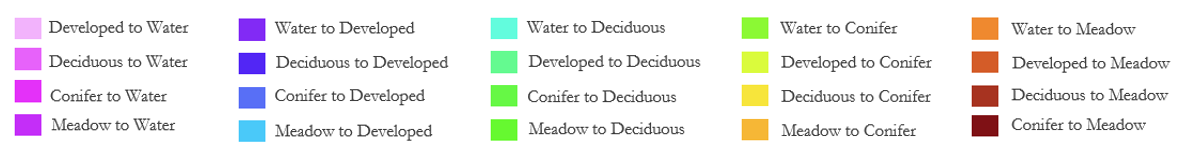 Developed to Water
Deciduous to Water
Conifer to Water
Meadow to Water
Water to Developed
Deciduous to Developed
Conifer to Developed
Meadow to Developed
Water to Deciduous
Developed to Deciduous
Conifer to Deciduous
Meadow to Deciduous
Water to Conifer
Developed to Conifer
Deciduous to Conifer
Meadow to Conifer
Water to Meadow
Developed to Meadow
Deciduous to Meadow
Conifer to Meadow